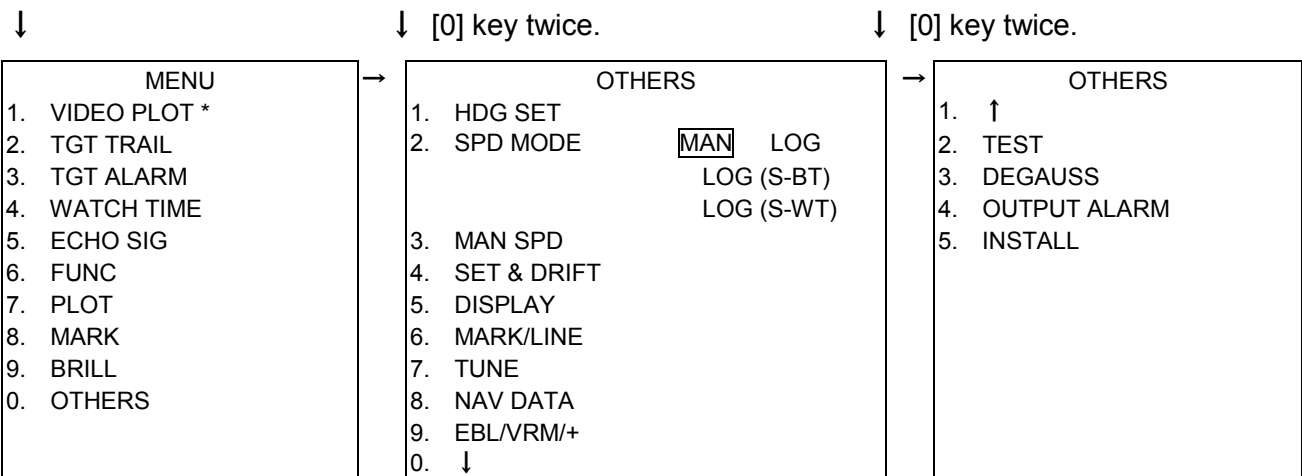 ↓ ↓ [0] key twice. ↓ [0] key twice.
MENU
1. VIDEO PLOT *
2. TGT TRAIL
3. TGT ALARM
4. WATCH TIME
5. ECHO SIG
6. FUNC
7. PLOT
8. MARK
9. BRILL
0. OTHERS
→
OTHERS
1. HDG SET
2. SPD MODE MAN LOG
LOG (S-BT)
LOG (S-WT)
3. MAN SPD
4. SET & DRIFT
5. DISPLAY
6. MARK/LINE
7. TUNE
8. NAV DATA
9. EBL/VRM/+
0. ↓
→
OTHERS
1. ↑
2. TEST
3. DEGAUSS
4. OUTPUT ALARM
5. INSTALL